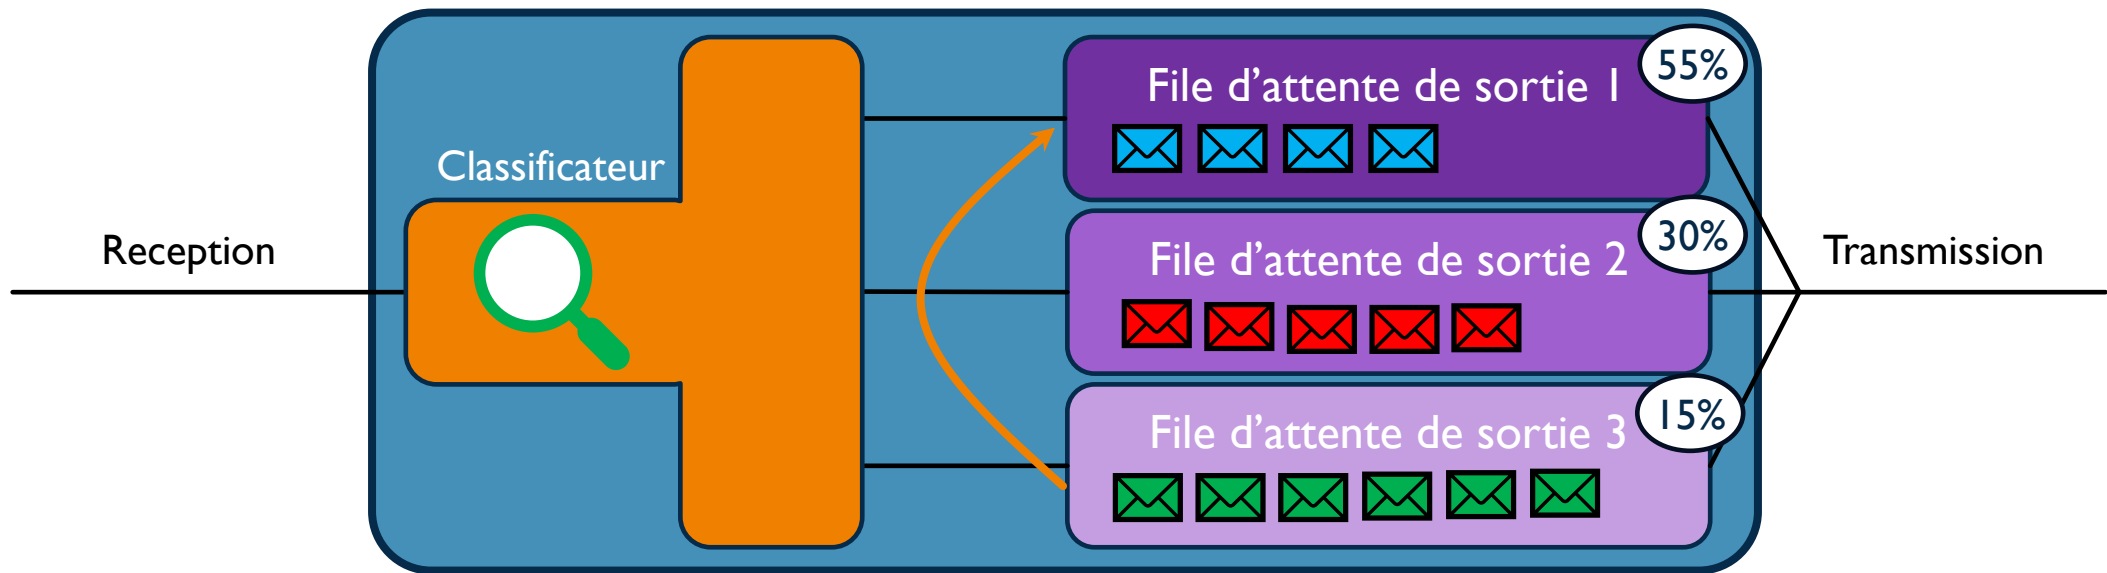 Reception
Classificateur
File d'attente de sortie 1
55%
File d'attente de sortie 2
30%
File d'attente de sortie 3
15%
Transmission